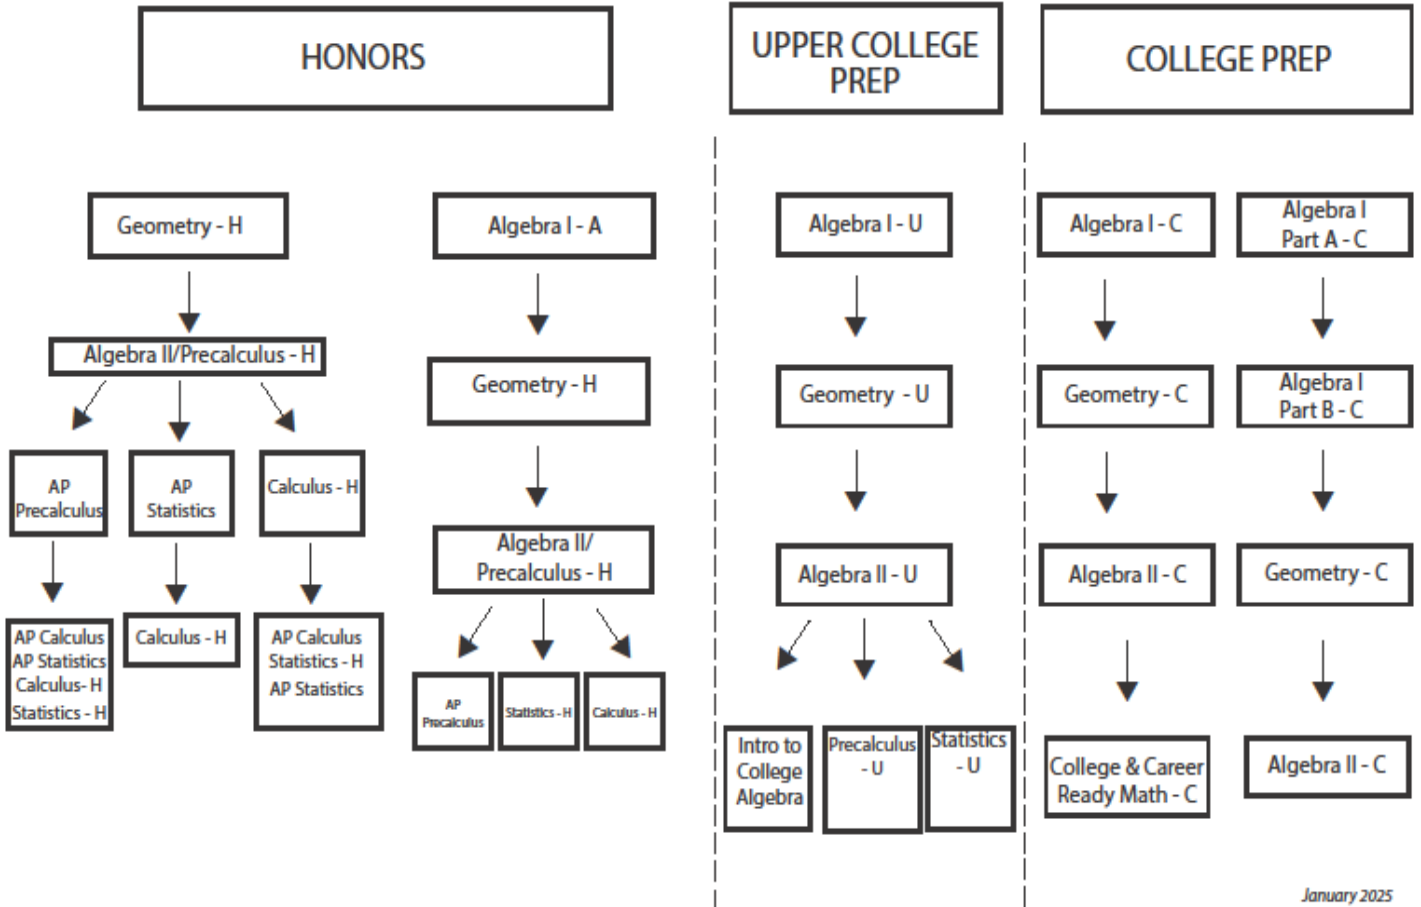 HONORS
UPPER COLLEGE
PREP
COLLEGE PREP
Geometry - H
Algebra II/Precalculus - H
AP
Precalculus
AP
Statistics
Calculus - H
AP Calculus
AP Statistics
Calculus- H
Statistics - H
Calculus - H
AP Calculus
Statistics - H
AP Statistics
Algebra I - A
Geometry - H
Algebra II/
Precalculus - H
AP
Precalculus
Statistics - H
Calculus - H
Algebra I - U
Geometry - U
Algebra II - U
Intro to
College
Algebra
Precalculus
- U
Statistics
- U
Algebra I - C
Geometry - C
Algebra II - C
College & Career
Ready Math - C
Algebra I
Part A - C
Algebra I
Part B - C
Geometry - C
Algebra II - C
January 2025